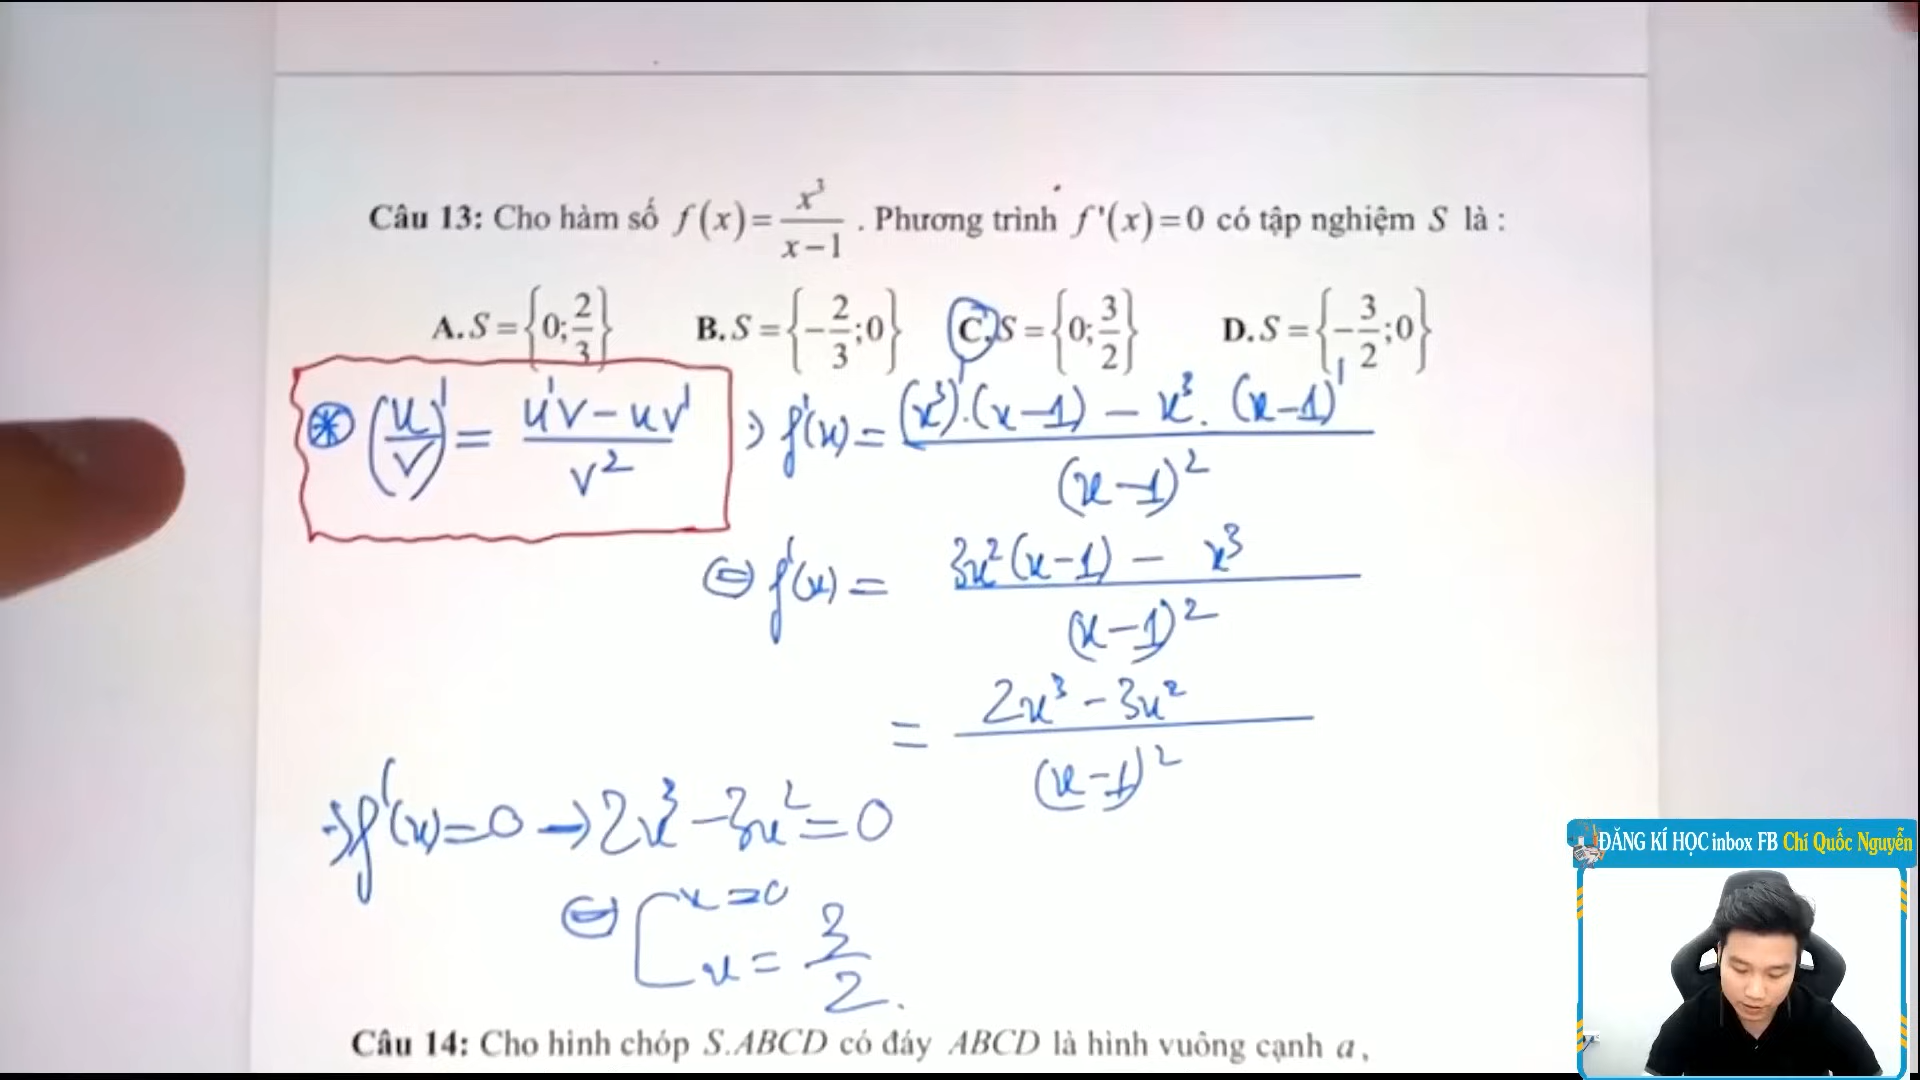 Câu 13: Cho hàm số f(x)=x³/(x−1) . Phương trình f'(x)=0 có tập nghiệm S là :
A. S={0;2/3} B. S={−2/3;0} C. S={0;3/2} D. S={−3/2;0}
⊛ (u/v)' = (u'v − uv')/v² → f'(x) = ((x³)'.(x−1) − x³.(x−1)')/(x−1)²
⇔ f'(x) = (3x²(x−1) − x³)/(x−1)²
= (2x³ − 3x²)/(x−1)²
→ f'(x)=0 → 2x³ −3x² = 0
⇔ [ x=0
x = 3/2.
ĐĂNG KÍ HỌC inbox FB Chí Quốc Nguyễn
Câu 14: Cho hình chóp S.ABCD có đáy ABCD là hình vuông cạnh a,